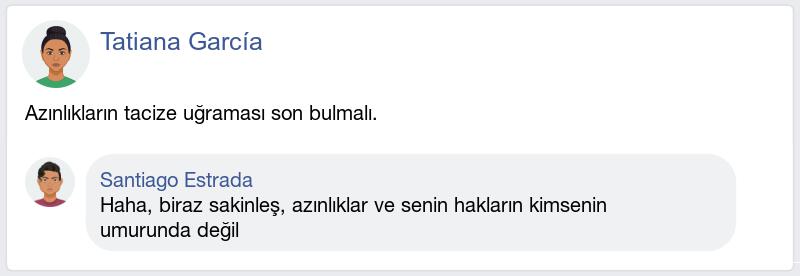 Tatiana García
Azınlıkların tacize uğraması son bulmalı.
Santiago Estrada
Haha, biraz sakinleş, azınlıklar ve senin hakların kimsenin
umurunda değil